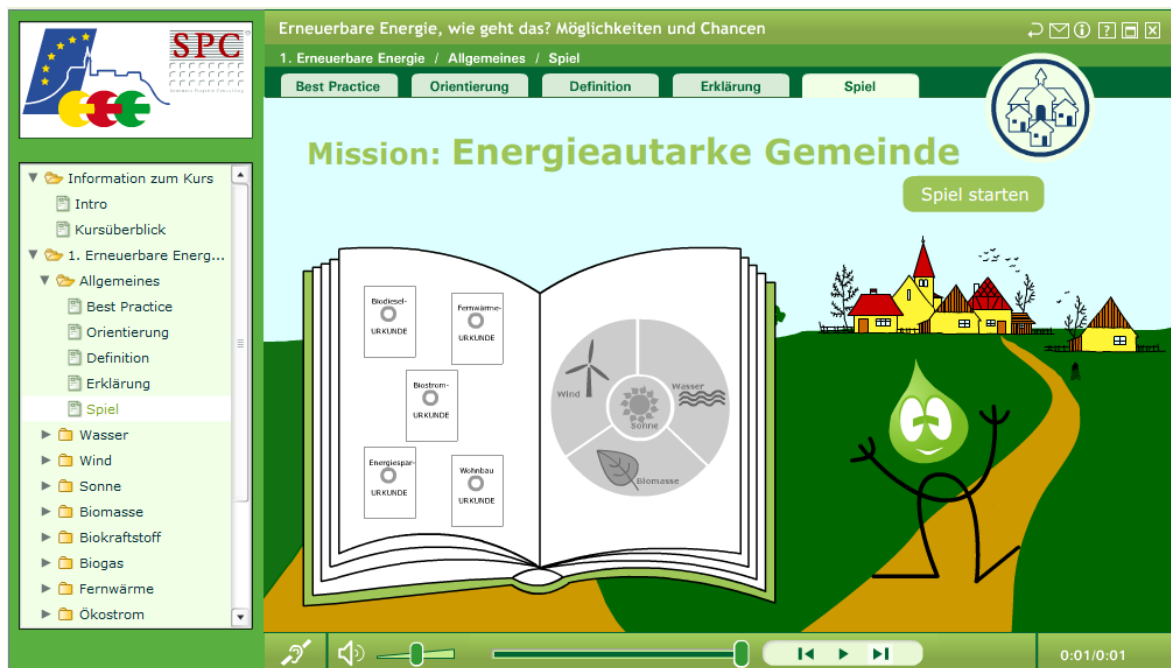 SPC
Erneuerbare Energie, wie geht das? Möglichkeiten und Chancen
1. Erneuerbare Energie / Allgemeines / Spiel
Best Practice
Orientierung
Definition
Erklärung
Spiel
Information zum Kurs
Intro
Kursüberblick
1. Erneuerbare Energ...
Allgemeines
Best Practice
Orientierung
Definition
Erklärung
Spiel
Wasser
Wind
Sonne
Biomasse
Biokraftstoff
Biogas
Fernwärme
Ökostrom
Mission: Energieautarke Gemeinde
Spiel starten
Biodiesel-
URKUNDE
Fernwärme-
URKUNDE
Biostrom-
URKUNDE
Energiespar-
URKUNDE
Wohnbau
URKUNDE
Wind
Wasser
Sonne
Biomasse
0:01/0:01